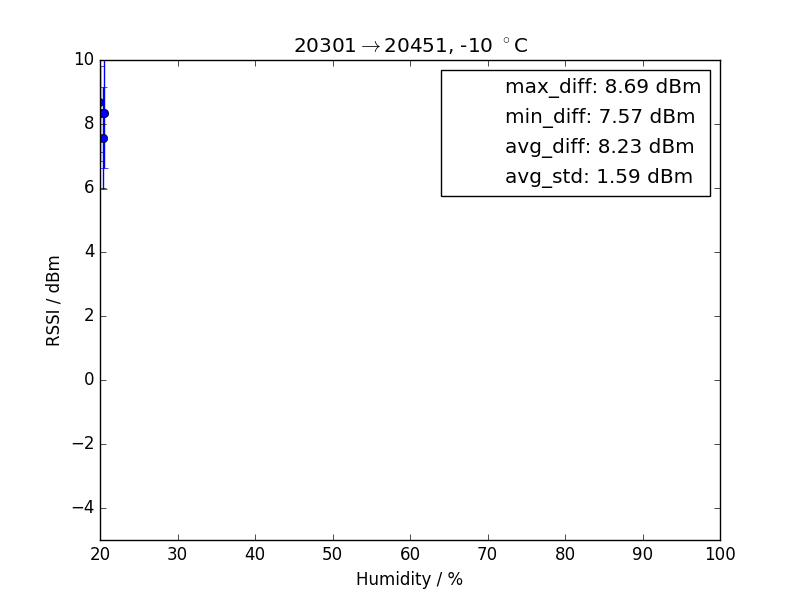 20301→20451, -10 °C
max_diff: 8.69 dBm
min_diff: 7.57 dBm
avg_diff: 8.23 dBm
avg_std: 1.59 dBm
10
8
6
4
2
0
−2
−4
RSSI / dBm
20 30 40 50 60 70 80 90 100
Humidity / %